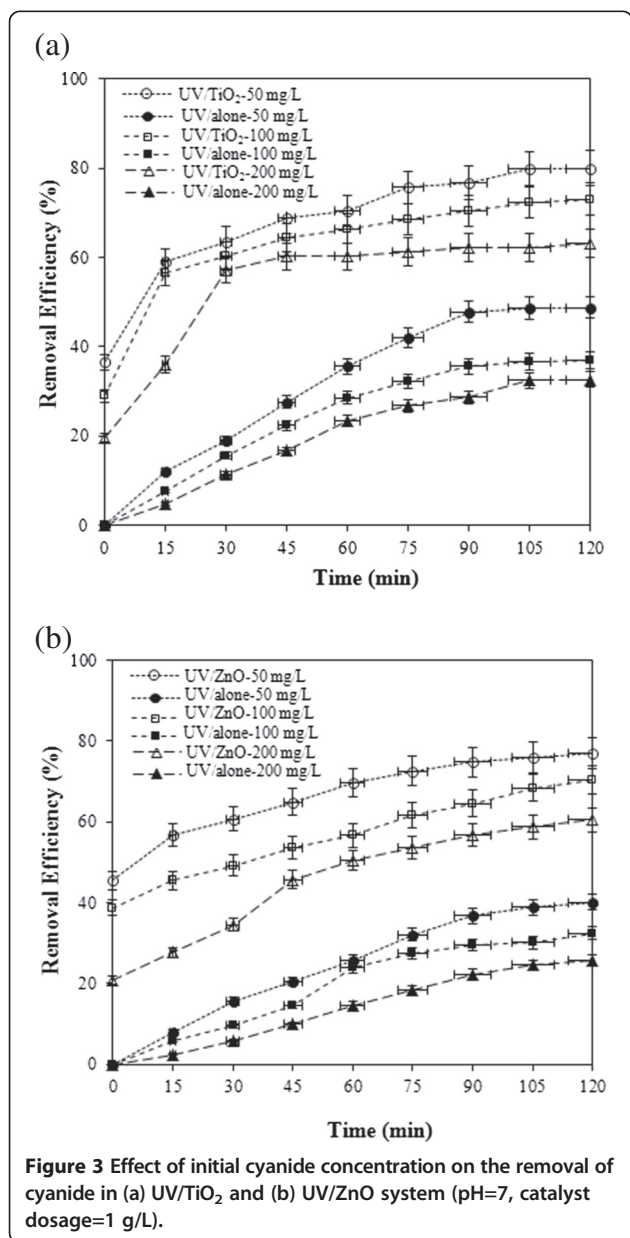 (a)
100
80
60
40
20
0
Removal Efficiency (%)
UV/TiO₂-50 mg/L
UV/alone-50 mg/L
UV/TiO₂-100 mg/L
UV/alone-100 mg/L
UV/TiO₂-200 mg/L
UV/alone-200 mg/L
0 15 30 45 60 75 90 105 120
Time (min)
(b)
100
80
60
40
20
0
Removal Efficiency (%)
UV/ZnO-50 mg/L
UV/alone-50 mg/L
UV/ZnO-100 mg/L
UV/alone-100 mg/L
UV/ZnO-200 mg/L
UV/alone-200 mg/L
0 15 30 45 60 75 90 105 120
Time (min)
Figure 3 Effect of initial cyanide concentration on the removal of
cyanide in (a) UV/TiO₂ and (b) UV/ZnO system (pH=7, catalyst
dosage=1 g/L).